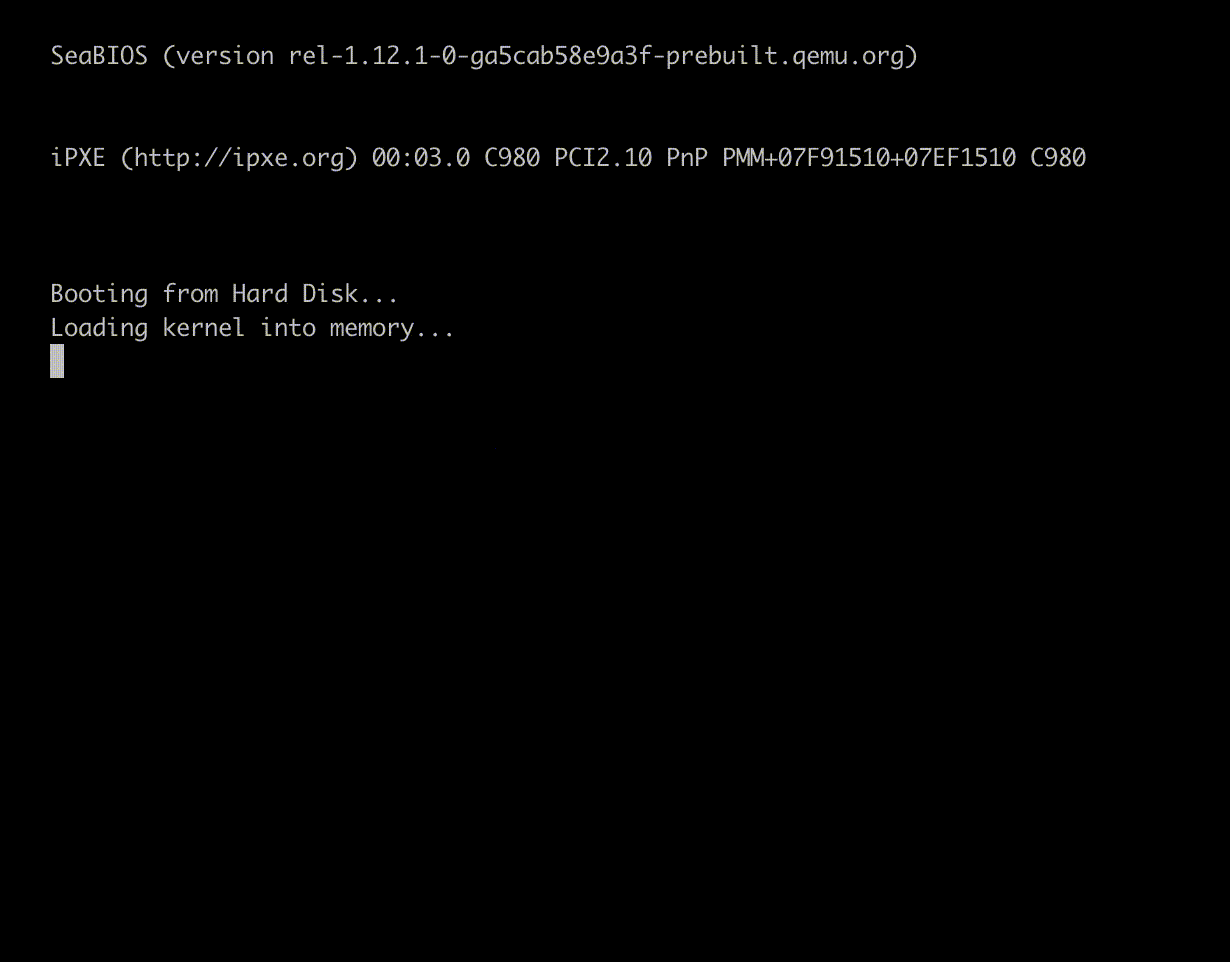 SeaBIOS (version rel-1.12.1-0-ga5cab58e9a3f-prebuilt.qemu.org)
iPXE (http://ipxe.org) 00:03.0 C980 PCI2.10 PnP PMM+07F91510+07EF1510 C980
Booting from Hard Disk...
Loading kernel into memory...